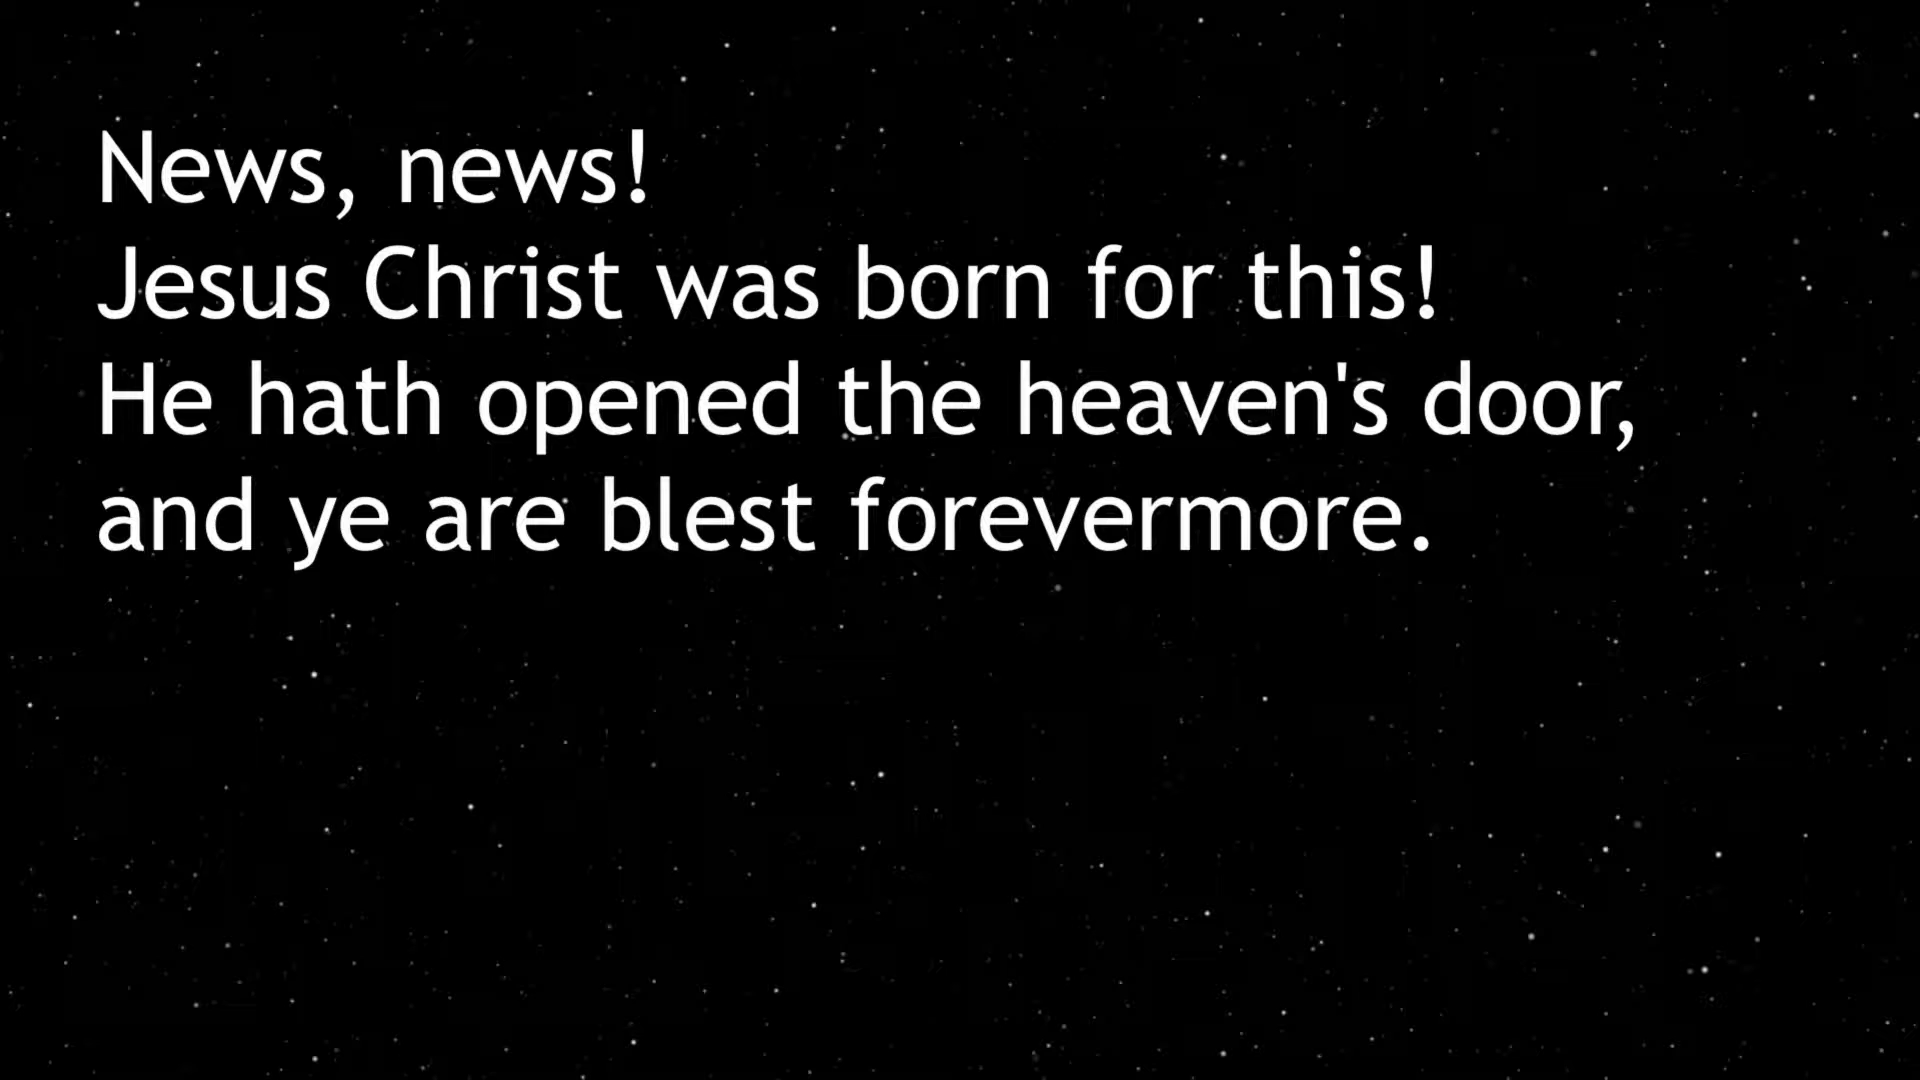 News, news!
Jesus Christ was born for this!
He hath opened the heaven's door,
and ye are blest forevermore.